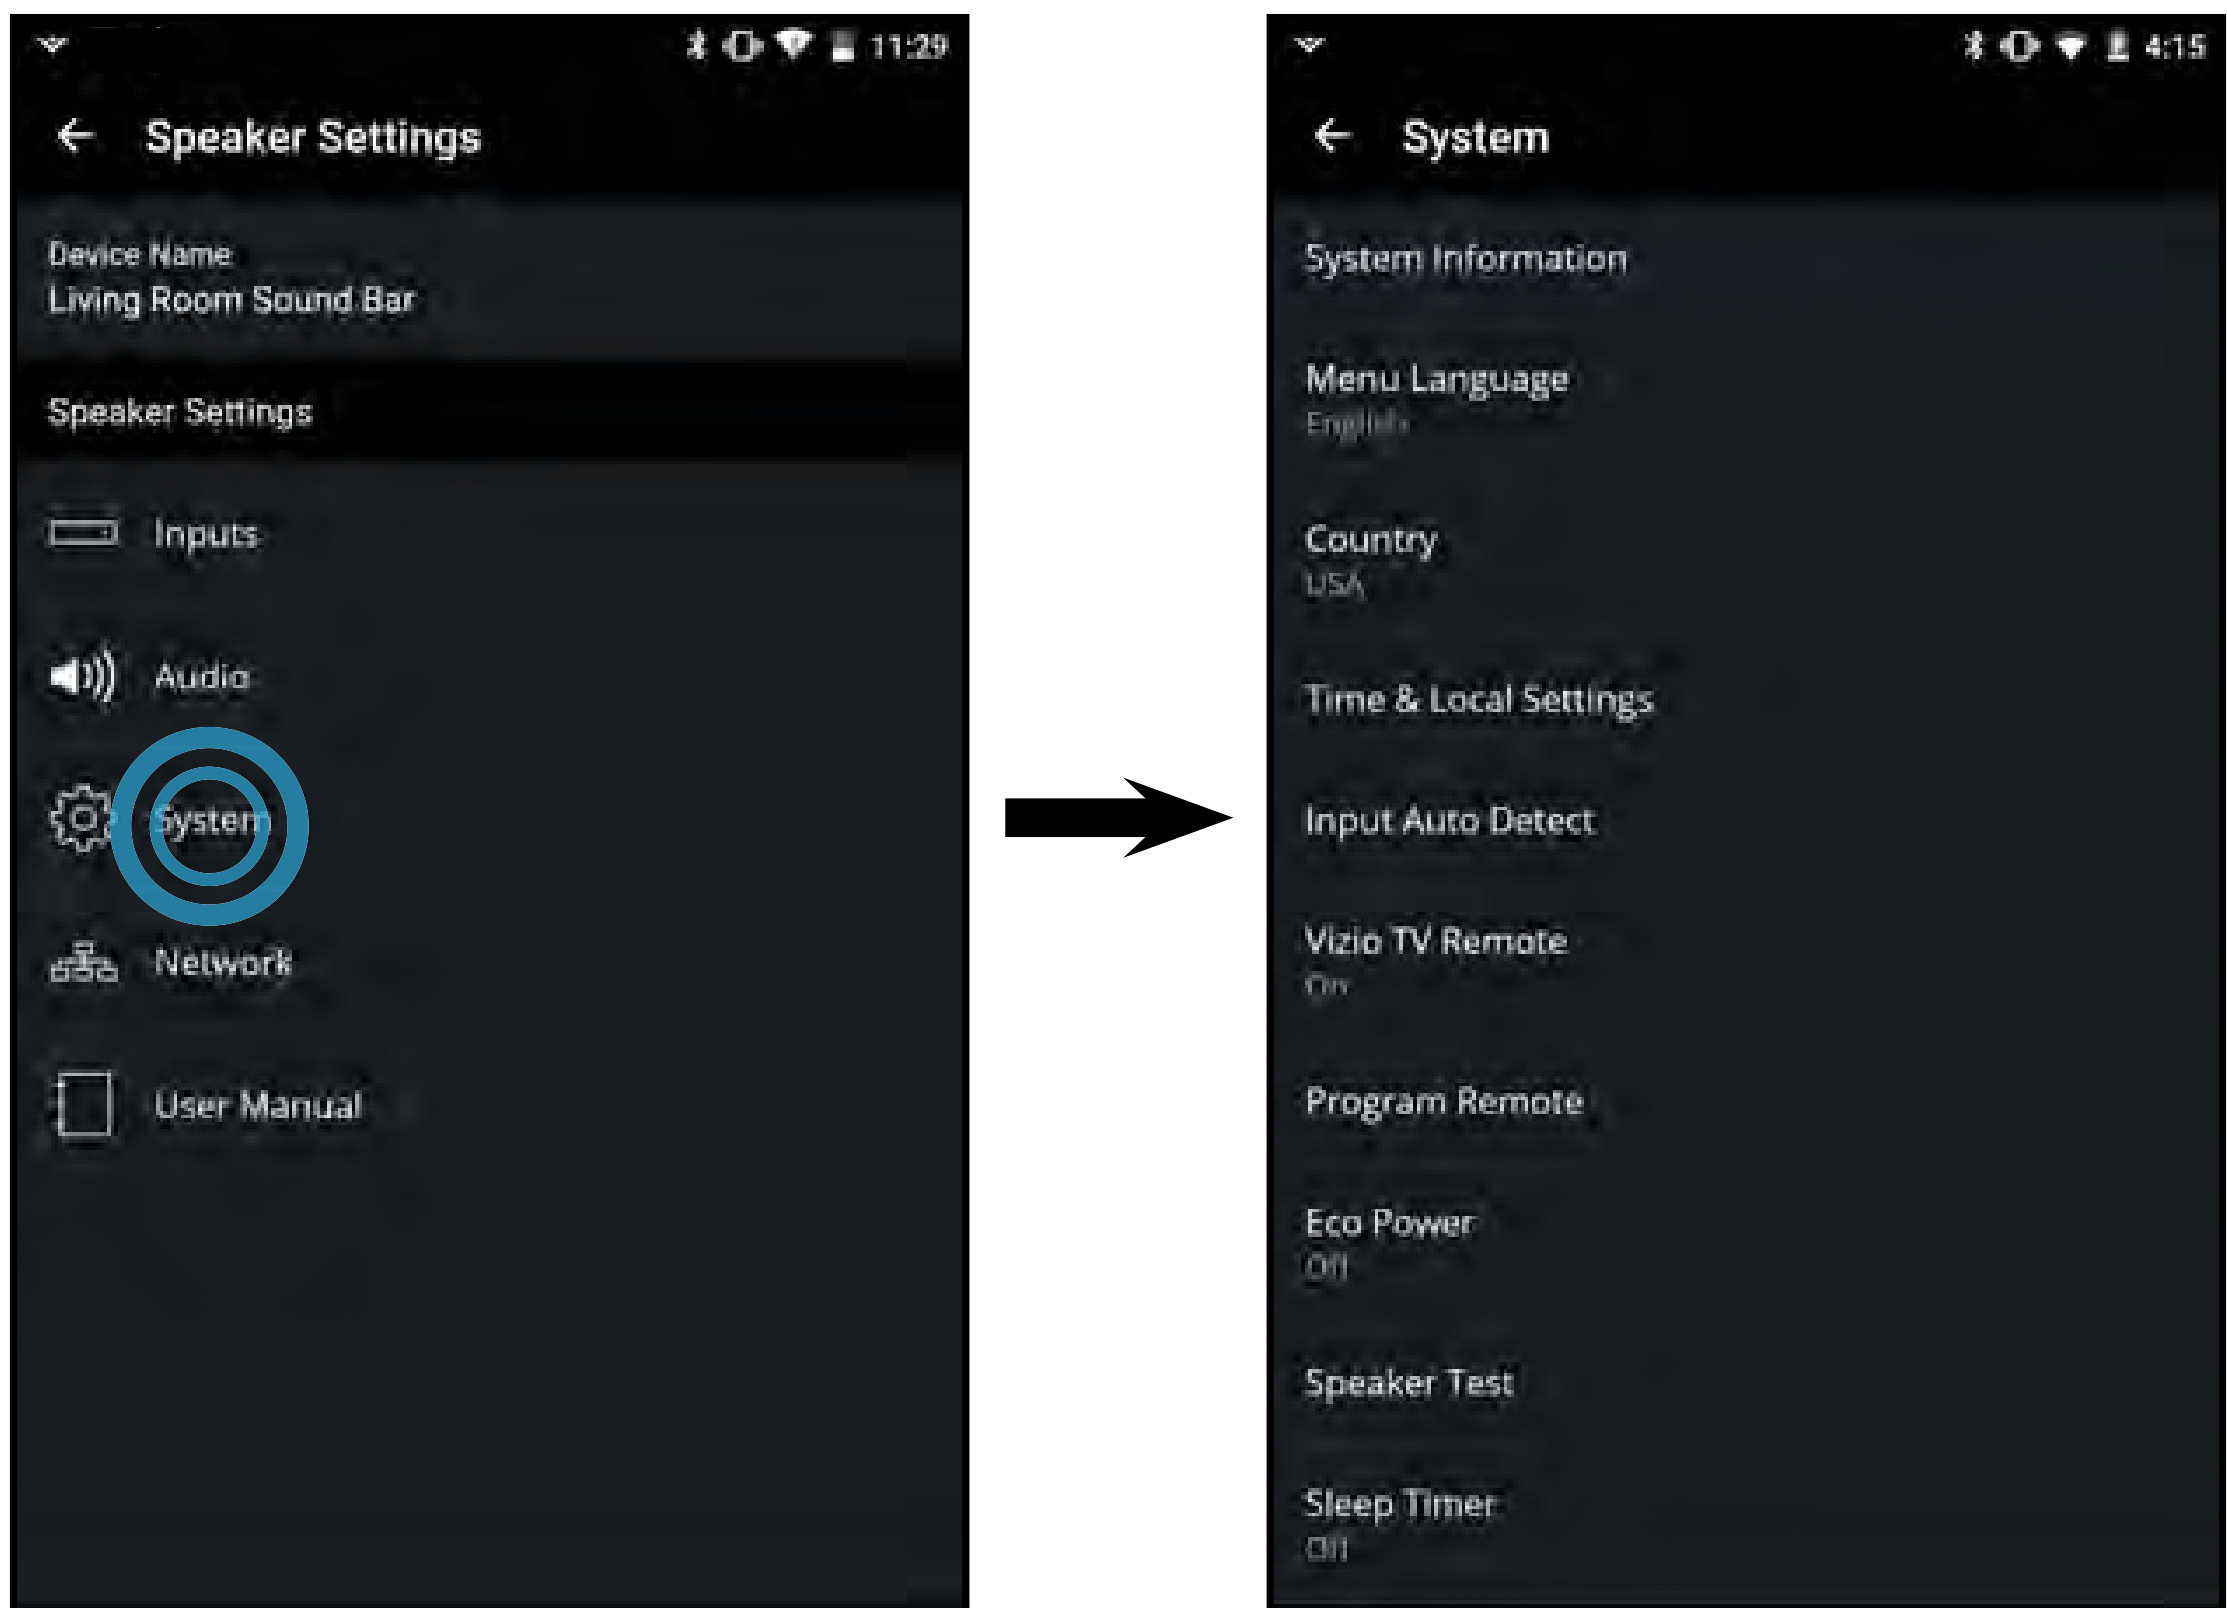 11:29
Speaker Settings
Device Name
Living Room Sound Bar
Speaker Settings
Inputs
Audio
System
Network
User Manual
4:15
System
System Information
Menu Language
English
Country
USA
Time & Local Settings
Input Auto Detect
Vizio TV Remote
On
Program Remote
Eco Power
Off
Speaker Test
Sleep Timer
Off